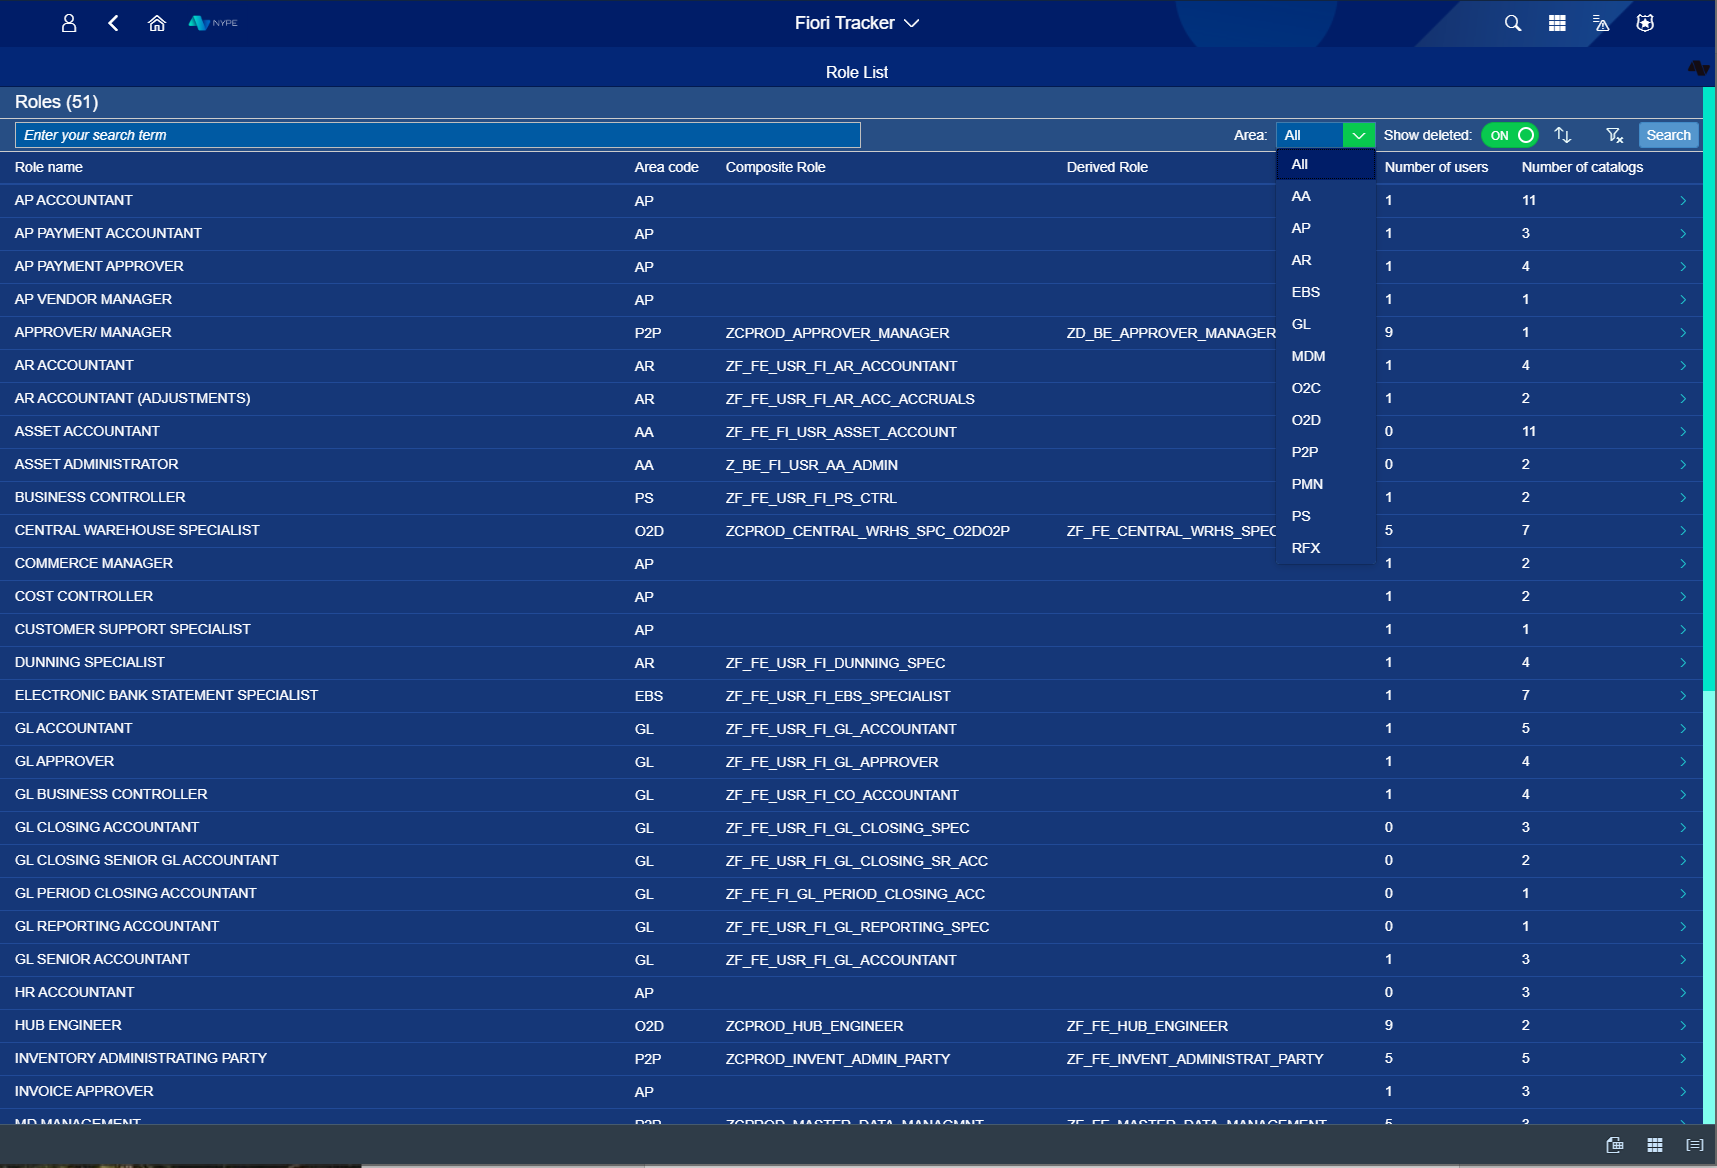 NYPE
Fiori Tracker
Role List
Roles (51)
Enter your search term
Area: All Show deleted: ON Search
Role name Area code Composite Role Derived Role Number of users Number of catalogs
All
AA
AP
AR
EBS
GL
MDM
O2C
O2D
P2P
PMN
PS
RFX
AP ACCOUNTANT AP 1 11
AP PAYMENT ACCOUNTANT AP 1 3
AP PAYMENT APPROVER AP 1 4
AP VENDOR MANAGER AP 1 1
APPROVER/ MANAGER P2P ZCPROD_APPROVER_MANAGER ZD_BE_APPROVER_MANAGER 9 1
AR ACCOUNTANT AR ZF_FE_USR_FI_AR_ACCOUNTANT 1 4
AR ACCOUNTANT (ADJUSTMENTS) AR ZF_FE_USR_FI_AR_ACC_ACCRUALS 1 2
ASSET ACCOUNTANT AA ZF_FE_FI_USR_ASSET_ACCOUNT 0 11
ASSET ADMINISTRATOR AA Z_BE_FI_USR_AA_ADMIN 0 2
BUSINESS CONTROLLER PS ZF_FE_USR_FI_PS_CTRL 1 2
CENTRAL WAREHOUSE SPECIALIST O2D ZCPROD_CENTRAL_WRHS_SPC_O2DO2P ZF_FE_CENTRAL_WRHS_SPEC 5 7
COMMERCE MANAGER AP 1 2
COST CONTROLLER AP 1 2
CUSTOMER SUPPORT SPECIALIST AP 1 1
DUNNING SPECIALIST AR ZF_FE_USR_FI_DUNNING_SPEC 1 4
ELECTRONIC BANK STATEMENT SPECIALIST EBS ZF_FE_USR_FI_EBS_SPECIALIST 1 7
GL ACCOUNTANT GL ZF_FE_USR_FI_GL_ACCOUNTANT 1 5
GL APPROVER GL ZF_FE_USR_FI_GL_APPROVER 1 4
GL BUSINESS CONTROLLER GL ZF_FE_USR_FI_CO_ACCOUNTANT 1 4
GL CLOSING ACCOUNTANT GL ZF_FE_USR_FI_GL_CLOSING_SPEC 0 3
GL CLOSING SENIOR GL ACCOUNTANT GL ZF_FE_USR_FI_GL_CLOSING_SR_ACC 0 2
GL PERIOD CLOSING ACCOUNTANT GL ZF_FE_FI_GL_PERIOD_CLOSING_ACC 0 1
GL REPORTING ACCOUNTANT GL ZF_FE_USR_FI_GL_REPORTING_SPEC 0 1
GL SENIOR ACCOUNTANT GL ZF_FE_USR_FI_GL_ACCOUNTANT 1 3
HR ACCOUNTANT AP 0 3
HUB ENGINEER O2D ZCPROD_HUB_ENGINEER ZF_FE_HUB_ENGINEER 9 2
INVENTORY ADMINISTRATING PARTY P2P ZCPROD_INVENT_ADMIN_PARTY ZF_FE_INVENT_ADMINISTRAT_PARTY 5 5
INVOICE APPROVER AP 1 3
MD MANAGEMENT P2P ZCPROD_MASTER_DATA_MANAGMNT ZF_FE_MASTER_DATA_MANAGEMENT 5